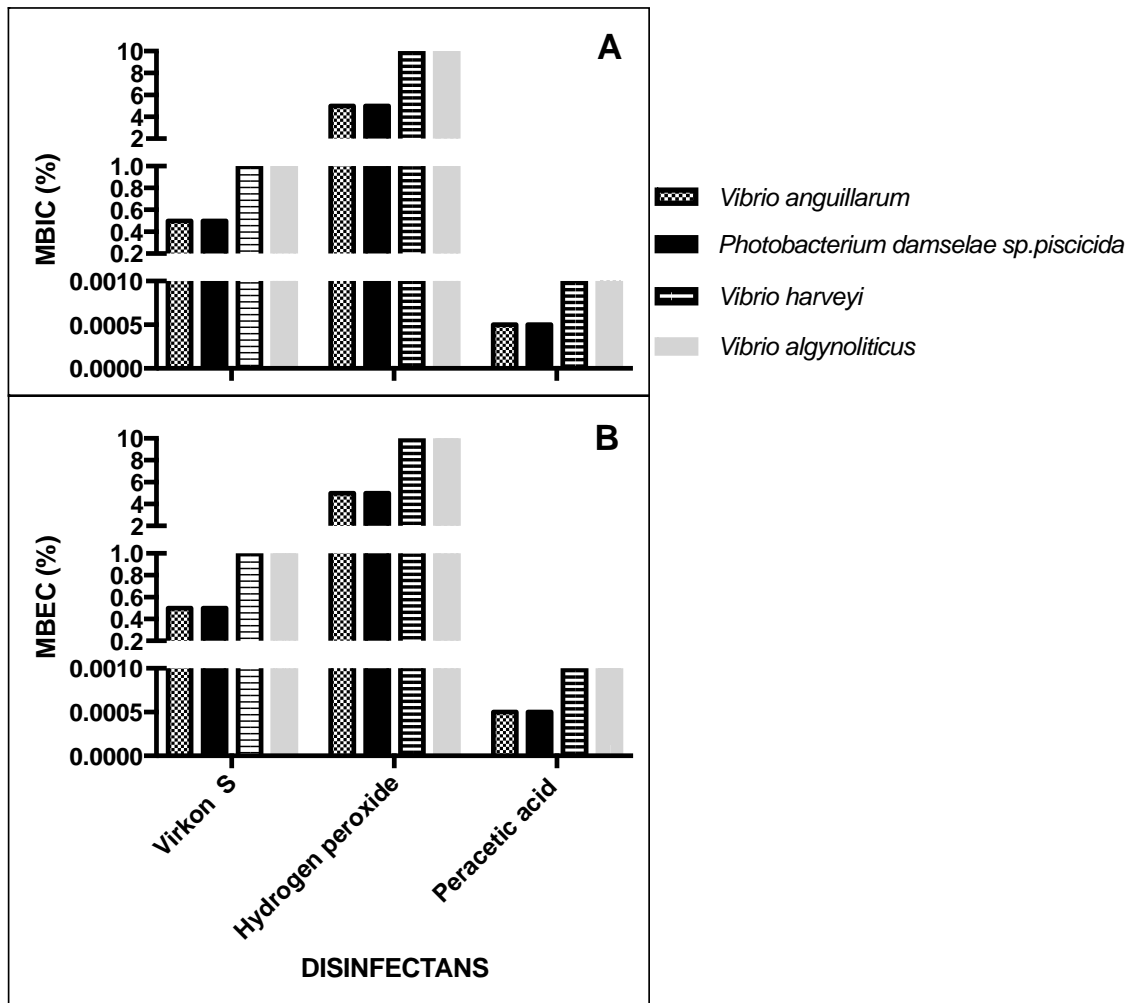 A
MBIC (%)
10
8
6
4
2
1.0
0.8
0.6
0.4
0.2
0.0010
0.0005
0.0000
Vibrio anguillarum
Photobacterium damselae sp.piscicida
Vibrio harveyi
Vibrio algynoliticus
B
MBEC (%)
10
8
6
4
2
1.0
0.8
0.6
0.4
0.2
0.0010
0.0005
0.0000
Virkon S
Hydrogen peroxide
Peracetic acid
DISINFECTANS